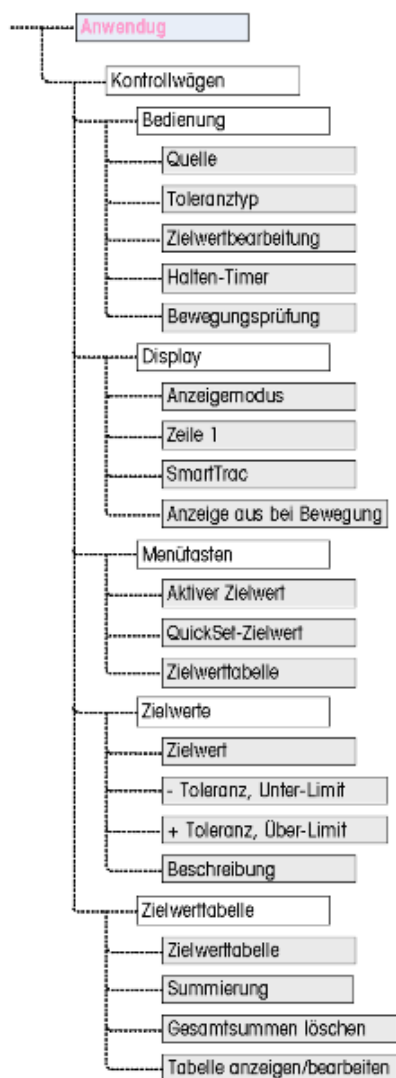 Anwendug
Kontrollwägen
Bedienung
Quelle
Toleranztyp
Zielwertbearbeitung
Halten-Timer
Bewegungsprüfung
Display
Anzeigemodus
Zeile 1
SmartTrac
Anzeige aus bei Bewegung
Menütasten
Aktiver Zielwert
QuickSet-Zielwert
Zielwerttabelle
Zielwerte
Zielwert
- Toleranz, Unter-Limit
+ Toleranz, Über-Limit
Beschreibung
Zielwerttabelle
Zielwerttabelle
Summierung
Gesamtsummen löschen
Tabelle anzeigen/bearbeiten